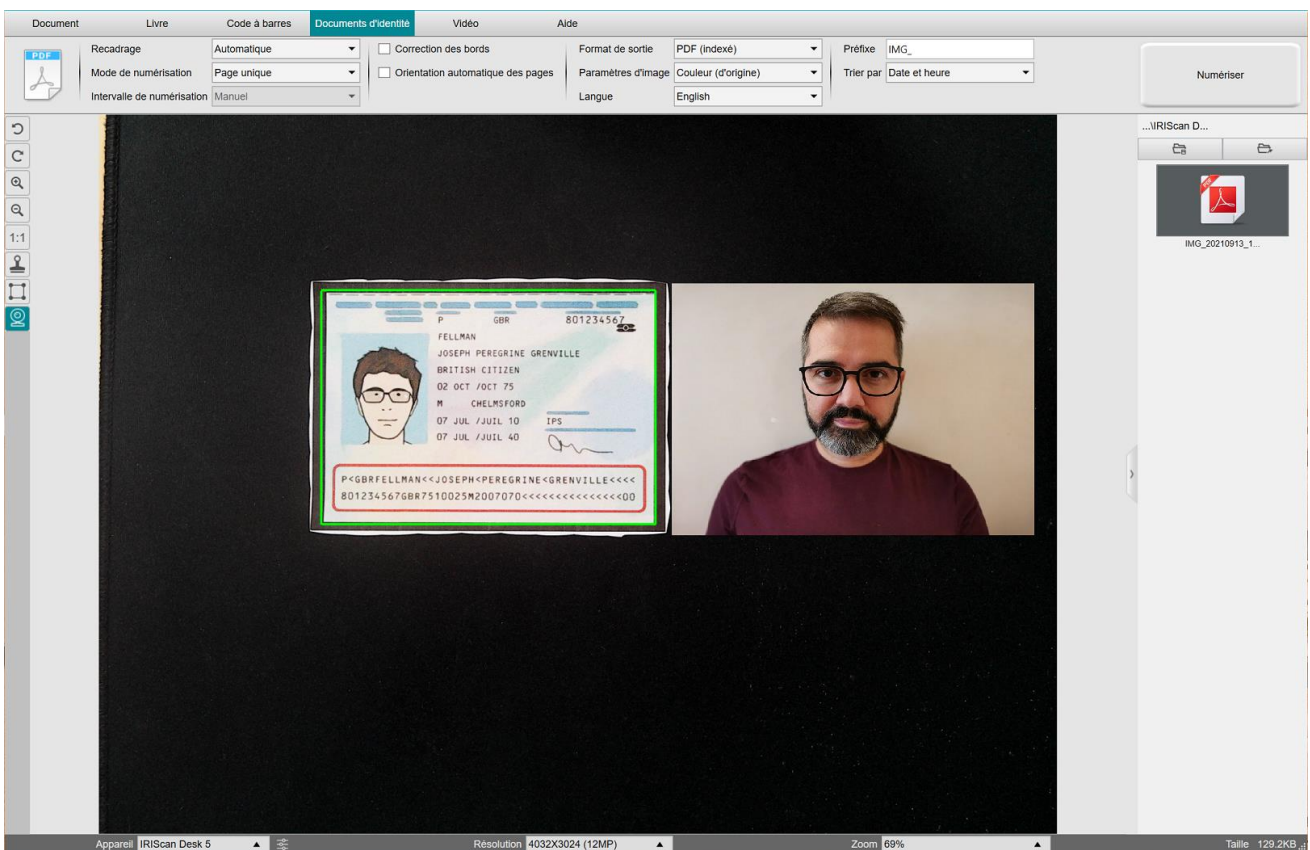 Document Livre Code à barres Documents d'identité Vidéo Aide
PDF
Recadrage Automatique Correction des bords Format de sortie PDF (indexé) Préfixe IMG_
Mode de numérisation Page unique Orientation automatique des pages Paramètres d'image Couleur (d'origine) Trier par Date et heure
Numériser
Intervalle de numérisation Manuel Langue English
...\IRIScan D...
1:1
PDF
IMG_20210913_1...
P GBR 801234567
FELLMAN
JOSEPH PEREGRINE GRENVILLE
BRITISH CITIZEN
02 OCT /OCT 75
M CHELMSFORD
07 JUL /JUIL 10 IPS
07 JUL /JUIL 40
P<GBRFELLMAN<<JOSEPH<PEREGRINE<GRENVILLE<<<<
801234567GBR7510025M2007070<<<<<<<<<<<<<<<00
Appareil IRIScan Desk 5 Résolution 4032X3024 (12MP) Zoom 69% Taille 129.2KB